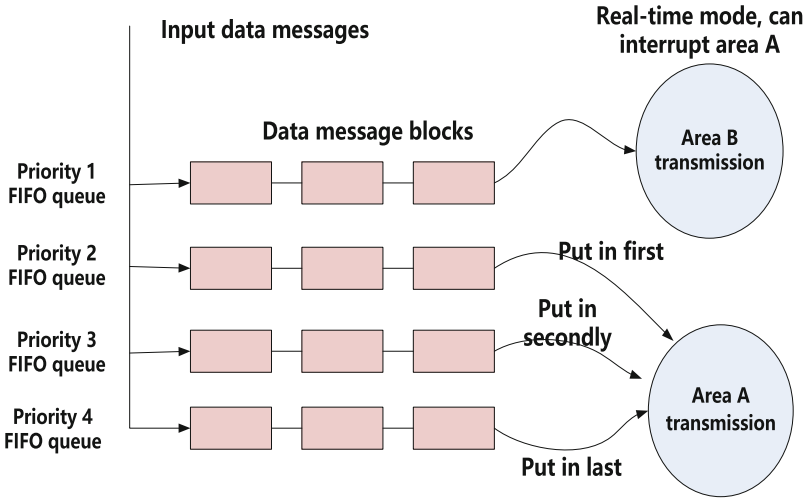 Real-time mode, can
interrupt area A
Input data messages
Data message blocks
Area B
transmission
Priority 1
FIFO queue
Priority 2
FIFO queue
Put in first
Put in
secondly
Priority 3
FIFO queue
Area A
transmission
Priority 4
FIFO queue
Put in last